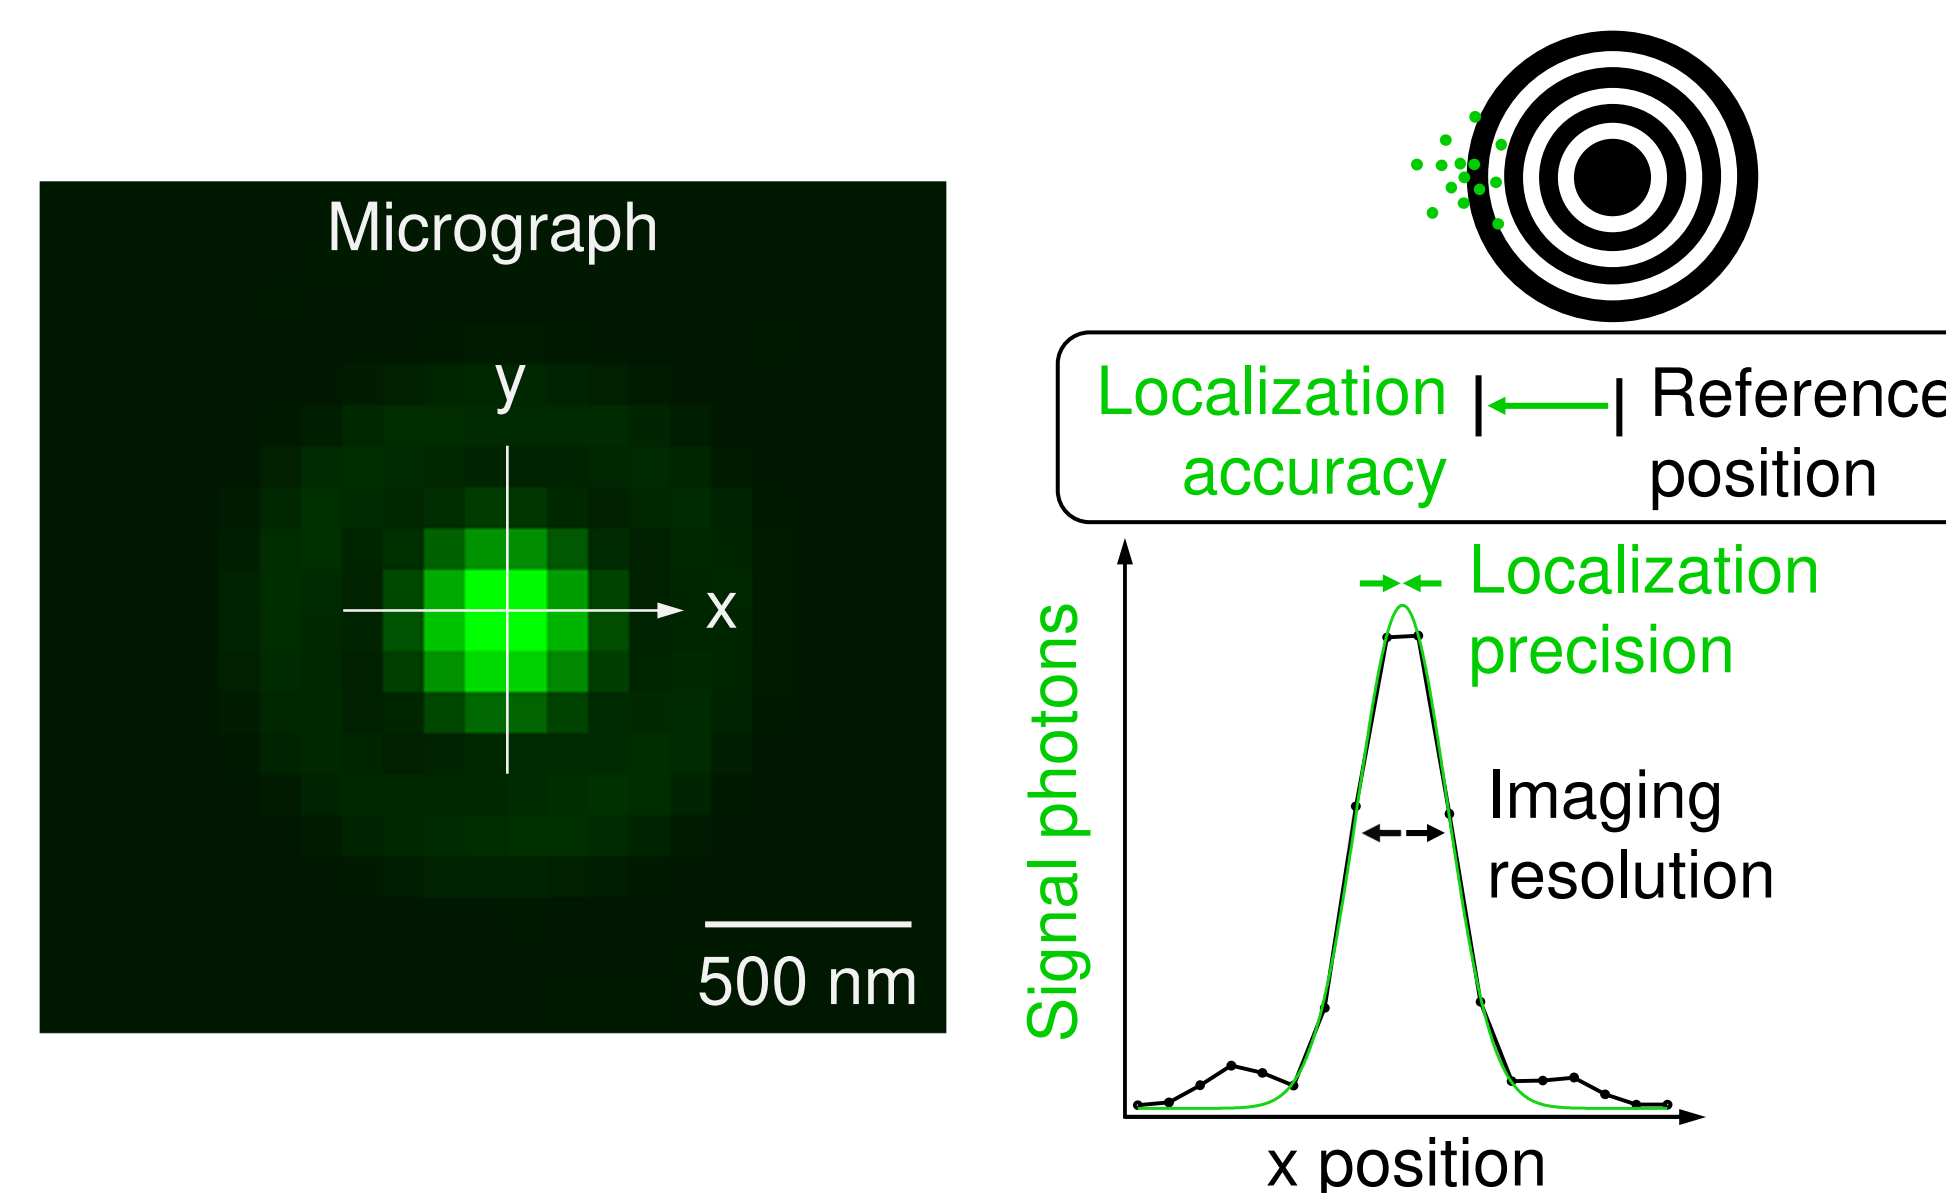 Micrograph
y
x
500 nm
Localization
accuracy
Reference
position
Localization
precision
Imaging
resolution
Signal photons
x position